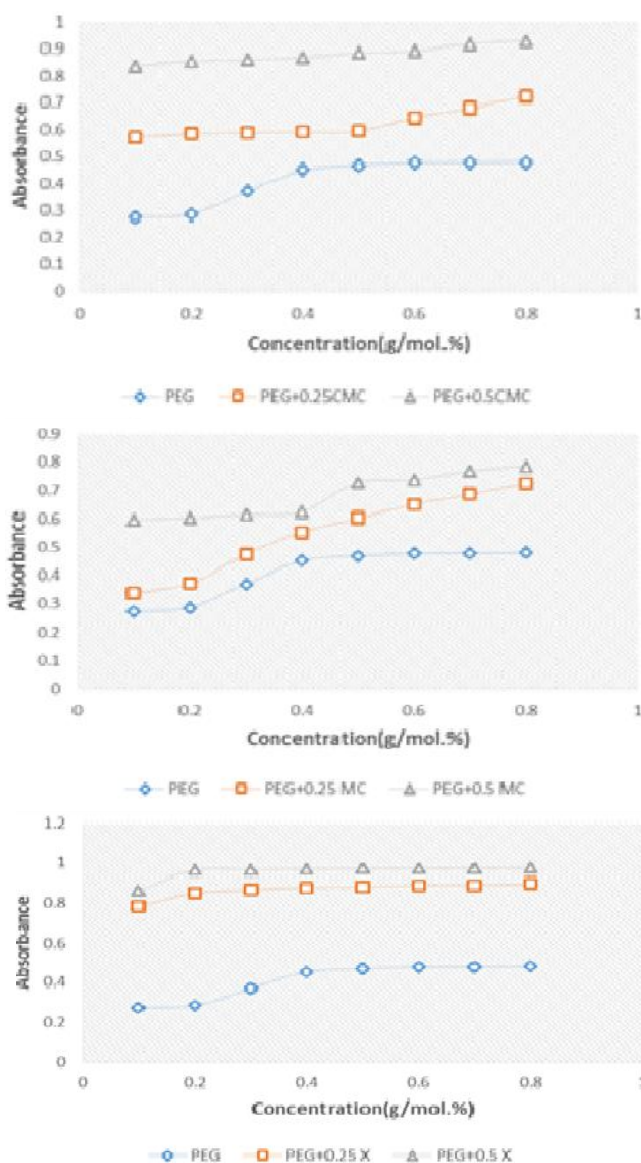 1
0.9
0.8
0.7
0.6
0.5
0.4
0.3
0.2
0.1
0
Absorbance
0 0.2 0.4 0.6 0.8 1
Concentration(g/mol.%)
PEG PEG+0.25CMC PEG+0.5CMC
0.9
0.8
0.7
0.6
0.5
0.4
0.3
0.2
0.1
0
Absorbance
0 0.2 0.4 0.6 0.8 1
Concentration(g/mol.%)
PEG PEG+0.25 MC PEG+0.5 MC
1.2
1
0.8
0.6
0.4
0.2
0
Absorbance
0 0.2 0.4 0.6 0.8 1
Concentration(g/mol.%)
PEG PEG+0.25 X PEG+0.5 X